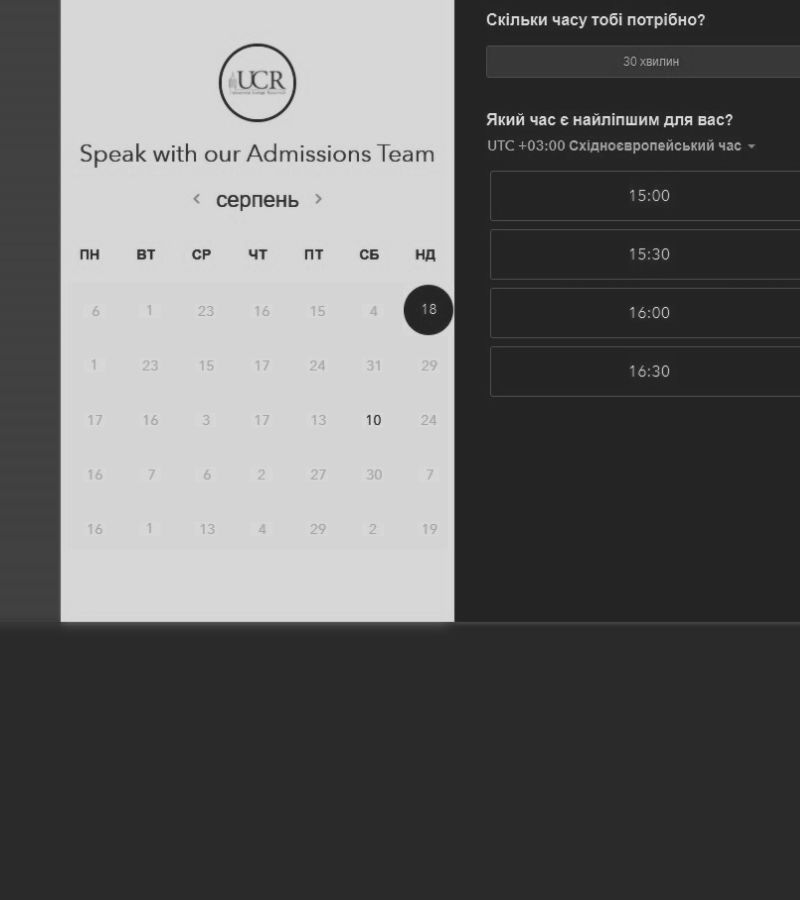 UCR
Speak with our Admissions Team
серпень
ПН ВТ СР ЧТ ПТ СБ НД
6 1 23 16 15 4 18
1 23 15 17 24 31 29
17 16 3 17 13 10 24
16 7 6 2 27 30 7
16 1 13 4 29 2 19
Скільки часу тобі потрібно?
30 хвилин
Який час є найліпшим для вас?
UTC +03:00 Східноєвропейський час
15:00
15:30
16:00
16:30